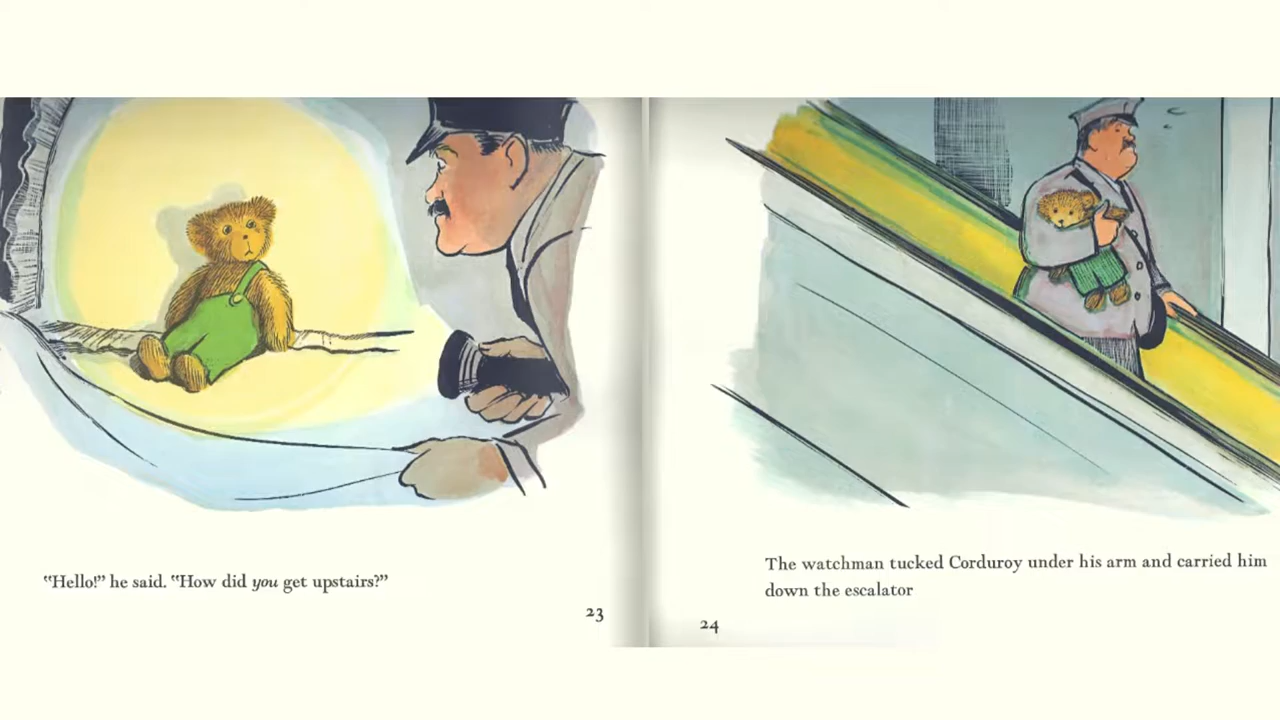 “Hello!” he said. “How did you get upstairs?”
23
The watchman tucked Corduroy under his arm and carried him
down the escalator
24